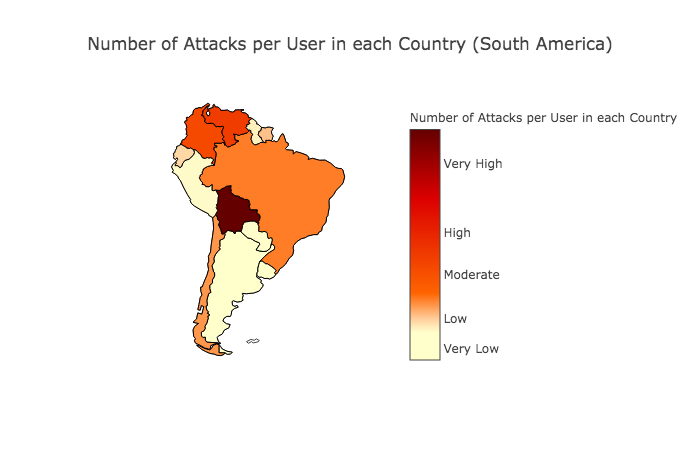 Number of Attacks per User in each Country (South America)
Number of Attacks per User in each Country
Very High
High
Moderate
Low
Very Low